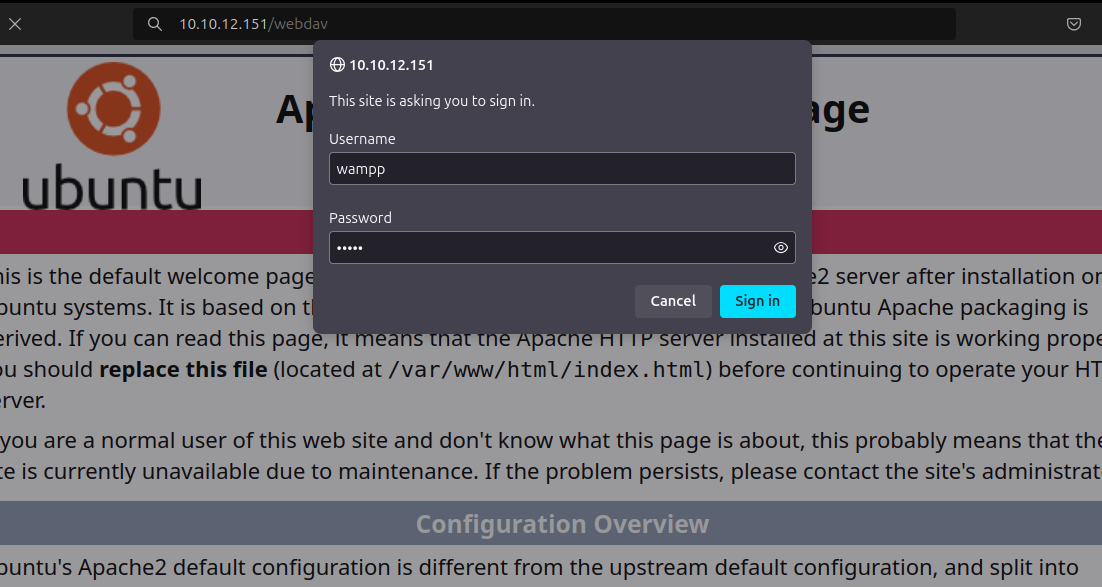 10.10.12.151/webdav
10.10.12.151
This site is asking you to sign in.
Username
wampp
Password
•••••
Cancel
Sign in
ubuntu
Ap
age
is is the default welcome page
e2 server after installation on
buntu systems. It is based on t
buntu Apache packaging is
erived. If you can read this page, it means that the Apache HTTP server installed at this site is working prope
ou should replace this file (located at /var/www/html/index.html) before continuing to operate your HT
rver.
you are a normal user of this web site and don't know what this page is about, this probably means that the
te is currently unavailable due to maintenance. If the problem persists, please contact the site's administrat
Configuration Overview
buntu's Apache2 default configuration is different from the upstream default configuration, and split into